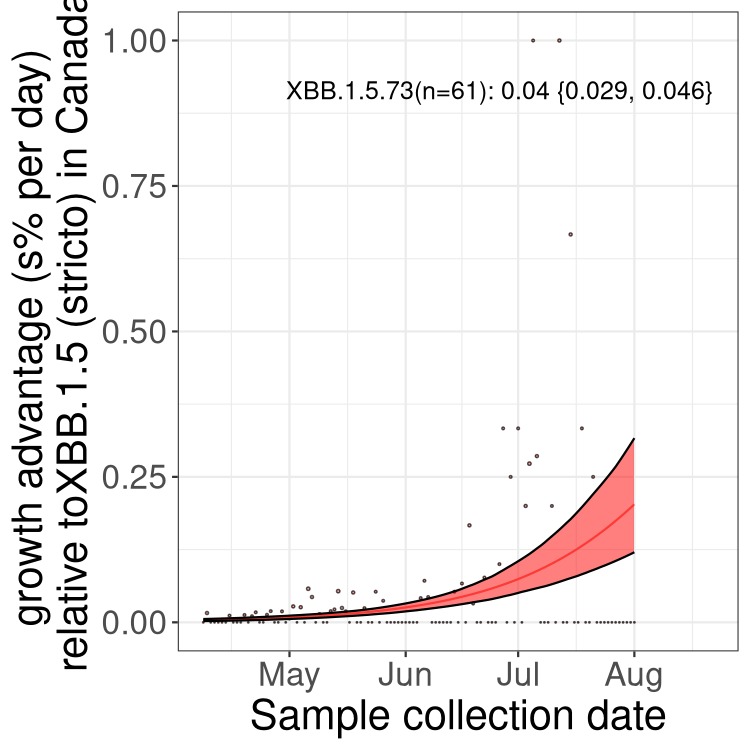 growth advantage (s% per day)
relative toXBB.1.5 (stricto) in Canada
1.00
XBB.1.5.73(n=61): 0.04 {0.029, 0.046}
0.75
0.50
0.25
0.00
May Jun Jul Aug
Sample collection date